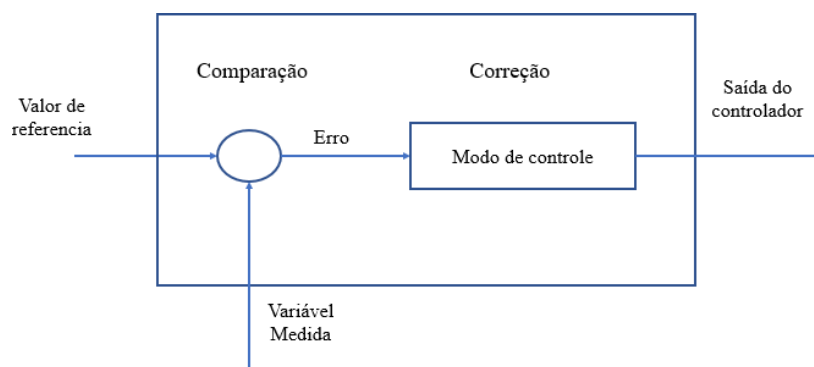 Comparação
Correção
Valor de
referencia
Saída do
controlador
Erro
Modo de controle
Variável
Medida